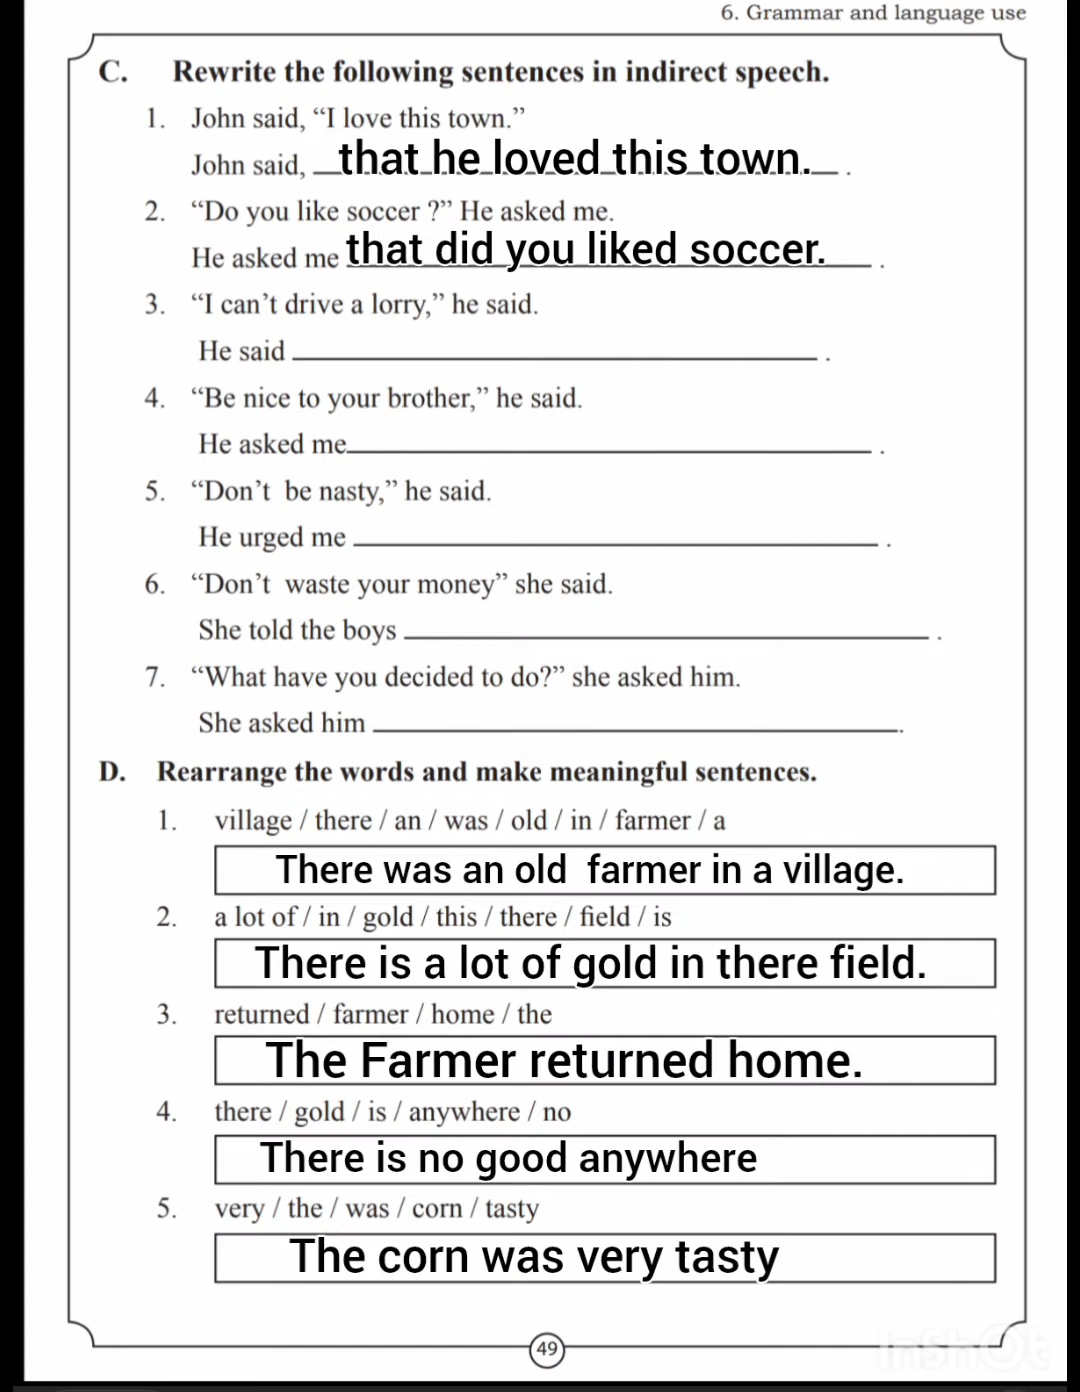 6. Grammar and language use
C. Rewrite the following sentences in indirect speech.
1. John said, “I love this town.”
John said, that he loved this town. .
2. “Do you like soccer ?” He asked me.
He asked me that did you liked soccer. .
3. “I can’t drive a lorry,” he said.
He said ____________ .
4. “Be nice to your brother,” he said.
He asked me____________ .
5. “Don’t be nasty,” he said.
He urged me ____________ .
6. “Don’t waste your money” she said.
She told the boys ____________ .
7. “What have you decided to do?” she asked him.
She asked him ____________.
D. Rearrange the words and make meaningful sentences.
1. village / there / an / was / old / in / farmer / a
There was an old farmer in a village.
2. a lot of / in / gold / this / there / field / is
There is a lot of gold in there field.
3. returned / farmer / home / the
The Farmer returned home.
4. there / gold / is / anywhere / no
There is no good anywhere
5. very / the / was / corn / tasty
The corn was very tasty
49
InShOt